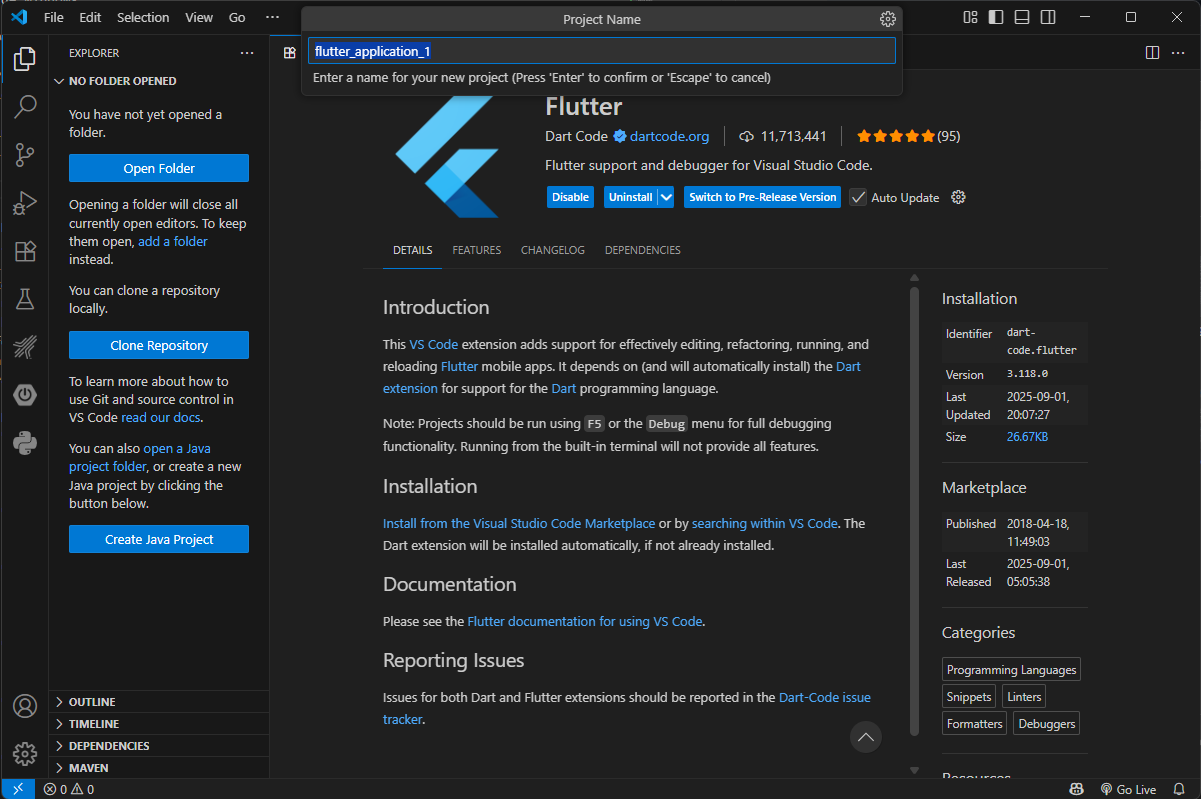 File Edit Selection View Go ···
Project Name
flutter_application_1
Enter a name for your new project (Press 'Enter' to confirm or 'Escape' to cancel)
EXPLORER
NO FOLDER OPENED
You have not yet opened a
folder.
Open Folder
Opening a folder will close all
currently open editors. To keep
them open, add a folder
instead.
You can clone a repository
locally.
Clone Repository
To learn more about how to
use Git and source control in
VS Code read our docs.
You can also open a Java
project folder, or create a new
Java project by clicking the
button below.
Create Java Project
OUTLINE
TIMELINE
DEPENDENCIES
MAVEN
Flutter
Dart Code dartcode.org 11,713,441 (95)
Flutter support and debugger for Visual Studio Code.
Disable Uninstall Switch to Pre-Release Version Auto Update
DETAILS FEATURES CHANGELOG DEPENDENCIES
Introduction
This VS Code extension adds support for effectively editing, refactoring, running, and
reloading Flutter mobile apps. It depends on (and will automatically install) the Dart
extension for support for the Dart programming language.
Note: Projects should be run using F5 or the Debug menu for full debugging
functionality. Running from the built-in terminal will not provide all features.
Installation
Install from the Visual Studio Code Marketplace or by searching within VS Code. The
Dart extension will be installed automatically, if not already installed.
Documentation
Please see the Flutter documentation for using VS Code.
Reporting Issues
Issues for both Dart and Flutter extensions should be reported in the Dart-Code issue
tracker.
Installation
Identifier dart-
code.flutter
Version 3.118.0
Last 2025-09-01,
Updated 20:07:27
Size 26.67KB
Marketplace
Published 2018-04-18,
11:49:03
Last 2025-09-01,
Released 05:05:38
Categories
Programming Languages
Snippets Linters
Formatters Debuggers
Resources
0 0
Go Live